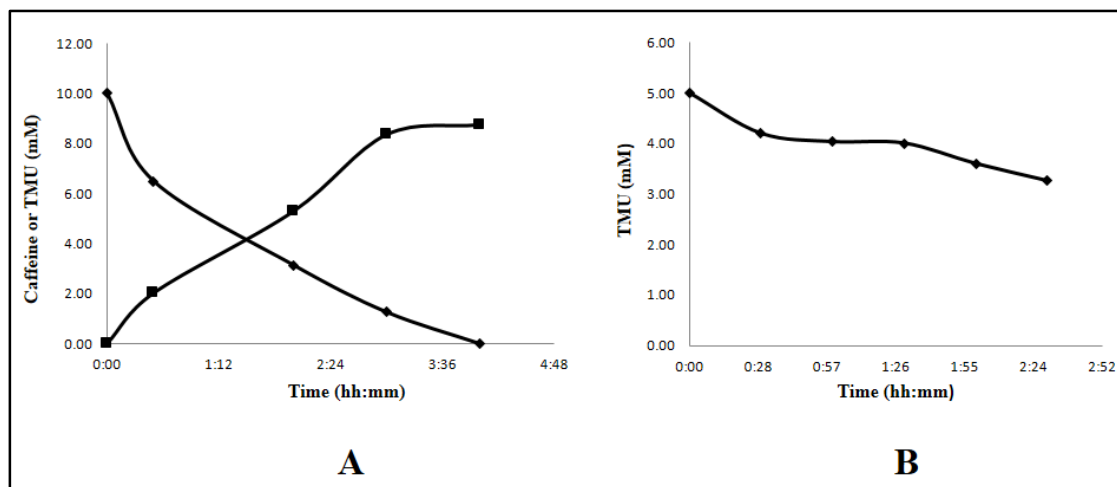 Caffeine or TMU (mM)
12.00
10.00
8.00
6.00
4.00
2.00
0.00
0:00 1:12 2:24 3:36 4:48
Time (hh:mm)
A
TMU (mM)
6.00
5.00
4.00
3.00
2.00
1.00
0.00
0:00 0:28 0:57 1:26 1:55 2:24 2:52
Time (hh:mm)
B